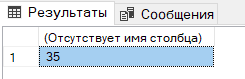 Результаты Сообщения
(Отсутствует имя столбца)
1 35